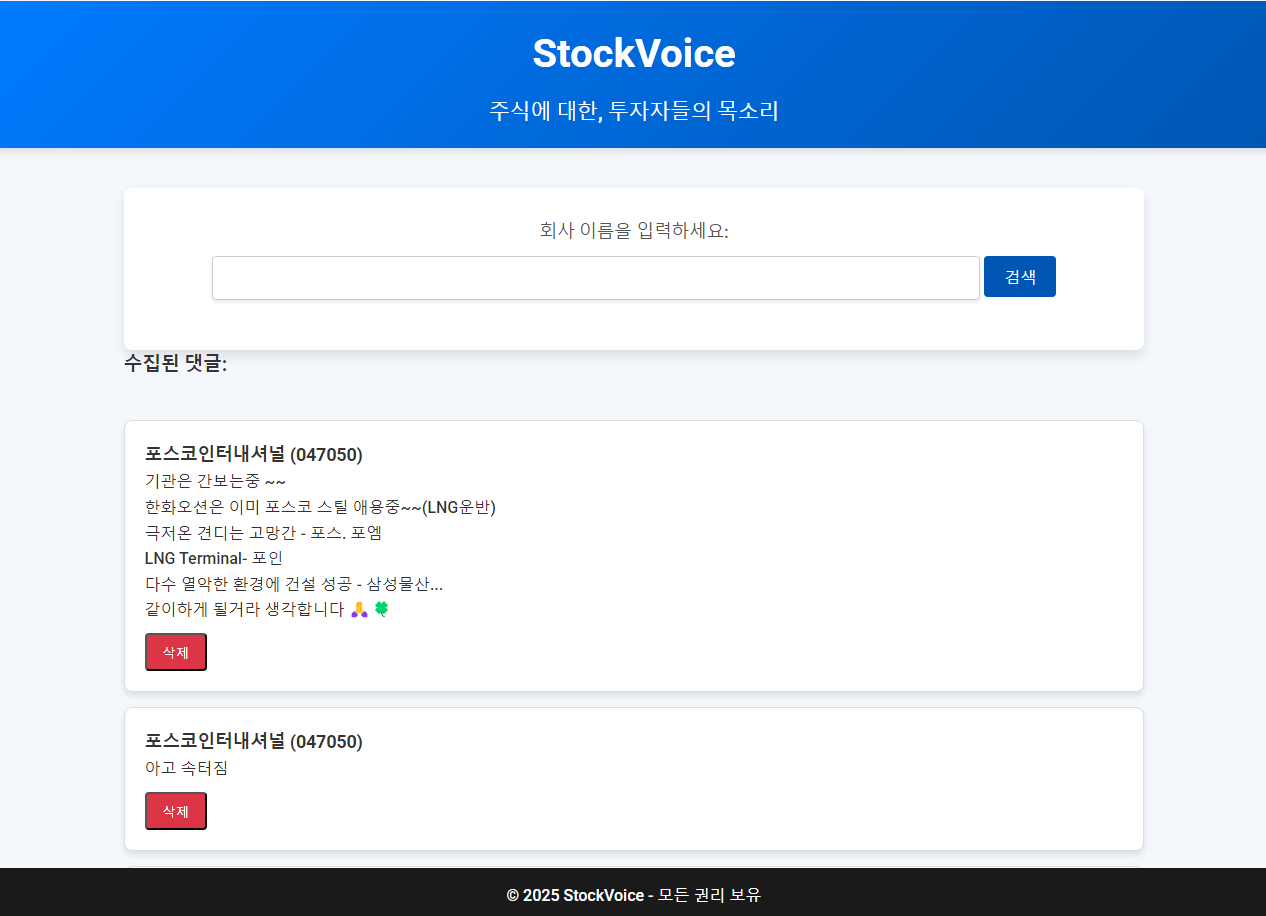 StockVoice
주식에 대한, 투자자들의 목소리
회사 이름을 입력하세요:
검색
수집된 댓글:
포스코인터내셔널 (047050)
기관은 간보는중 ~~
한화오션은 이미 포스코 스틸 애용중~~(LNG운반)
극저온 견디는 고망간 - 포스. 포엠
LNG Terminal- 포인
다수 열악한 환경에 건설 성공 - 삼성물산...
같이하게 될거라 생각합니다 🙏 🍀
삭제
포스코인터내셔널 (047050)
아고 속터짐
삭제
© 2025 StockVoice - 모든 권리 보유